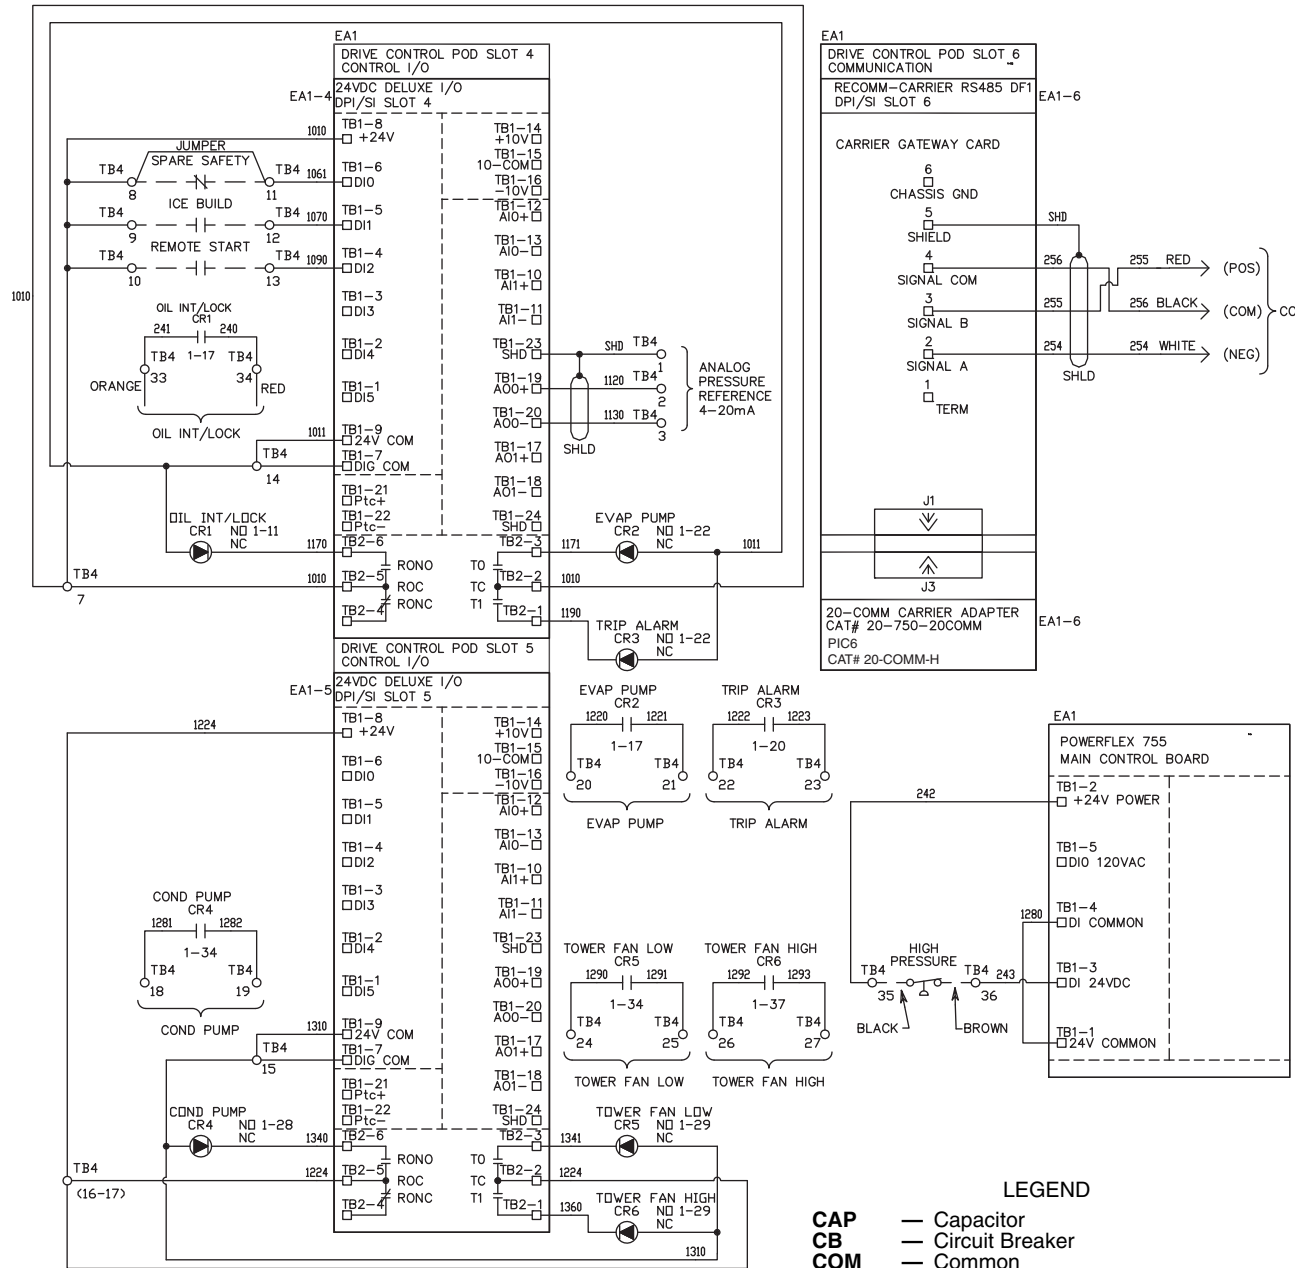 EA1
DRIVE CONTROL POD SLOT 4
CONTROL I/O
EA1-4
24VDC DELUXE I/O
DPI/SI SLOT 4
1010
TB1-8
+24V
JUMPER
SPARE SAFETY
TB4
8
TB4
11
1061
TB1-6
DI0
ICE BUILD
TB4
9
TB4
12
1070
TB1-5
DI1
REMOTE START
TB4
10
TB4
13
1090
TB1-4
DI2
1010
TB1-3
DI3
OIL INT/LOCK
CR1
241
240
1-17
TB4
33
TB4
34
ORANGE
RED
OIL INT/LOCK
TB1-2
DI4
TB1-1
DI5
1011
TB1-9
24V COM
TB4
14
TB1-7
DIG COM
TB1-21
Ptc+
TB1-22
Ptc-
OIL INT/LOCK
CR1
NO 1-11
NC
1170
TB2-6
RONO
TB4
7
1010
TB2-5
ROC
TB2-4
RONC
TB1-14
+10V
TB1-15
10-COM
TB1-16
-10V
TB1-12
AI0+
TB1-13
AI0-
TB1-10
AI1+
TB1-11
AI1-
TB1-23
SHD
SHD
TB4
1
TB1-19
AO0+
1120
TB4
2
TB1-20
AO0-
1130
TB4
3
ANALOG
PRESSURE
REFERENCE
4-20mA
SHLD
TB1-17
AO1+
TB1-18
AO1-
TB1-24
SHD
EVAP PUMP
CR2
NO 1-22
NC
TB2-3
T0
1171
1011
TB2-2
TC
1010
TB2-1
T1
1190
TRIP ALARM
CR3
NO 1-22
NC
EA1
DRIVE CONTROL POD SLOT 6
COMMUNICATION
RECOMM-CARRIER RS485 DF1
DPI/SI SLOT 6
EA1-6
CARRIER GATEWAY CARD
6
CHASSIS GND
5
SHIELD
SHD
4
SIGNAL COM
256
255
RED
(POS)
3
SIGNAL B
255
256
BLACK
(COM)
CO
2
SIGNAL A
254
254
WHITE
(NEG)
SHLD
1
TERM
J1
J3
20-COMM CARRIER ADAPTER
CAT# 20-750-20COMM
EA1-6
PIC6
CAT# 20-COMM-H
DRIVE CONTROL POD SLOT 5
CONTROL I/O
EA1-5
24VDC DELUXE I/O
DPI/SI SLOT 5
1224
TB1-8
+24V
TB1-6
DI0
TB1-5
DI1
TB1-4
DI2
TB1-3
DI3
TB1-2
DI4
TB1-1
DI5
COND PUMP
CR4
1281
1282
1-34
TB4
18
TB4
19
COND PUMP
1310
TB1-9
24V COM
TB4
15
TB1-7
DIG COM
TB1-21
Ptc+
TB1-22
Ptc-
COND PUMP
CR4
NO 1-28
NC
1340
TB2-6
RONO
TB4
(16-17)
1224
TB2-5
ROC
TB2-4
RONC
TB1-14
+10V
TB1-15
10-COM
TB1-16
-10V
TB1-12
AI0+
TB1-13
AI0-
TB1-10
AI1+
TB1-11
AI1-
TB1-23
SHD
TB1-19
AO0+
TB1-20
AO0-
TB1-17
AO1+
TB1-18
AO1-
TB1-24
SHD
TB2-3
T0
1341
TOWER FAN LOW
CR5
NO 1-29
NC
TB2-2
TC
1224
TB2-1
T1
1360
TOWER FAN HIGH
CR6
NO 1-29
NC
1310
EVAP PUMP
CR2
1220
1221
1-17
TB4
20
TB4
21
EVAP PUMP
TRIP ALARM
CR3
1222
1223
1-20
TB4
22
TB4
23
TRIP ALARM
TOWER FAN LOW
CR5
1290
1291
1-34
TB4
24
TB4
25
TOWER FAN LOW
TOWER FAN HIGH
CR6
1292
1293
1-37
TB4
26
TB4
27
TOWER FAN HIGH
EA1
POWERFLEX 755
MAIN CONTROL BOARD
242
TB1-2
+24V POWER
TB1-5
DI0 120VAC
1280
TB1-4
DI COMMON
HIGH
PRESSURE
TB4
35
TB4
36
243
TB1-3
DI 24VDC
BLACK
BROWN
TB1-1
24V COMMON
LEGEND
CAP — Capacitor
CB — Circuit Breaker
COM — Common